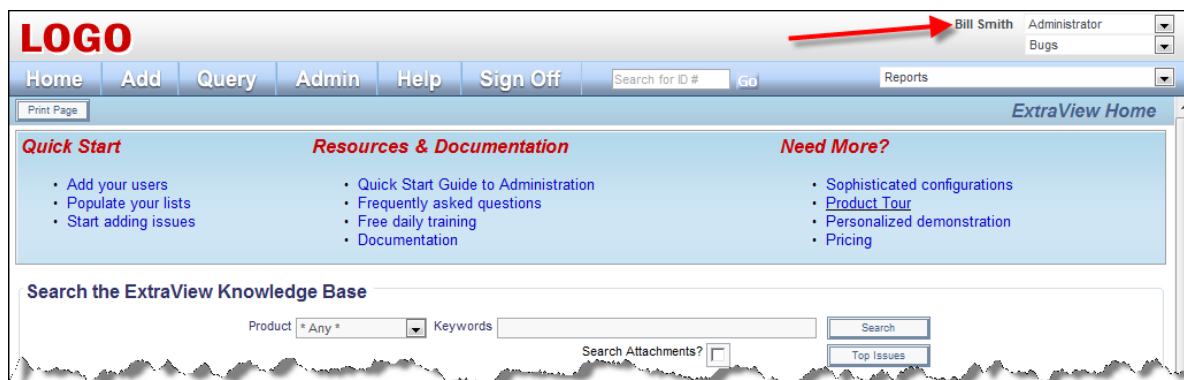 LOGO
Bill Smith Administrator
Bugs
Home Add Query Admin Help Sign Off Search for ID # Go Reports
Print Page ExtraView Home
Quick Start
• Add your users
• Populate your lists
• Start adding issues
Resources & Documentation
• Quick Start Guide to Administration
• Frequently asked questions
• Free daily training
• Documentation
Need More?
• Sophisticated configurations
• Product Tour
• Personalized demonstration
• Pricing
Search the ExtraView Knowledge Base
Product * Any * Keywords Search
Search Attachments? Top Issues